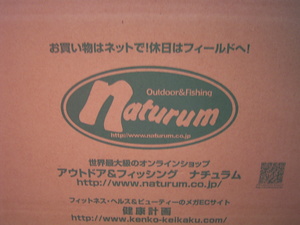 お買い物はネットで!休日はフィールドへ!
Outdoor&Fishing
naturum
http://www.naturum.co.jp
世界最大級のオンラインショップ
アウトドア&フィッシング ナチュラム
http://www.naturum.co.jp/
フィットネス・ヘルス&ビューティーのメガECサイト
健康計画
http://www.kenko-keikaku.com/